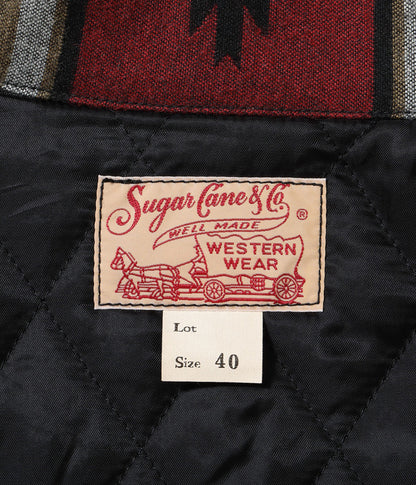 Sugar Cane & Co.®
WELL MADE
WESTERN
WEAR
Lot
Size 40